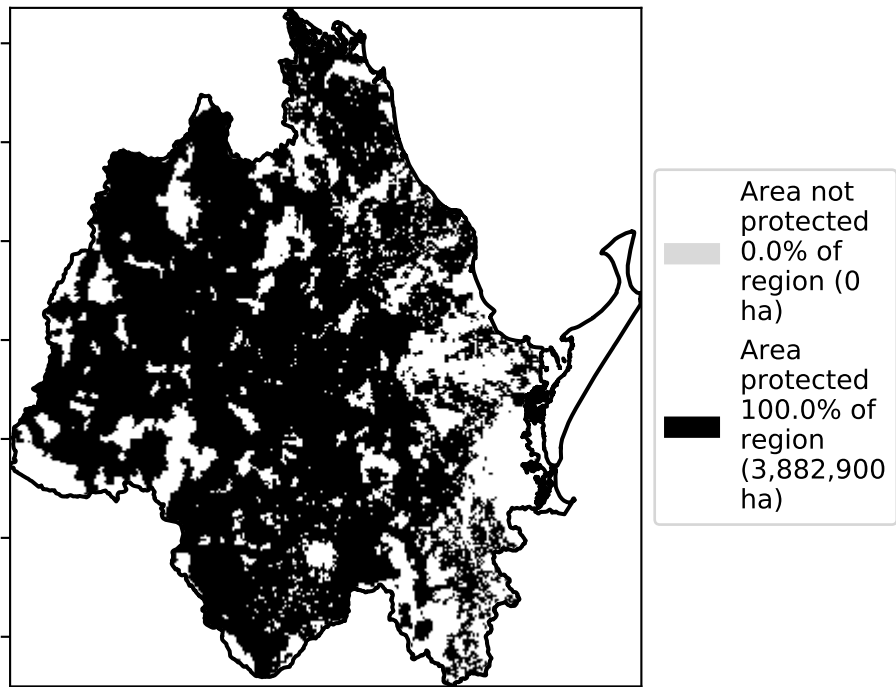 Area not
protected
0.0% of
region (0
ha)
Area
protected
100.0% of
region
(3,882,900
ha)